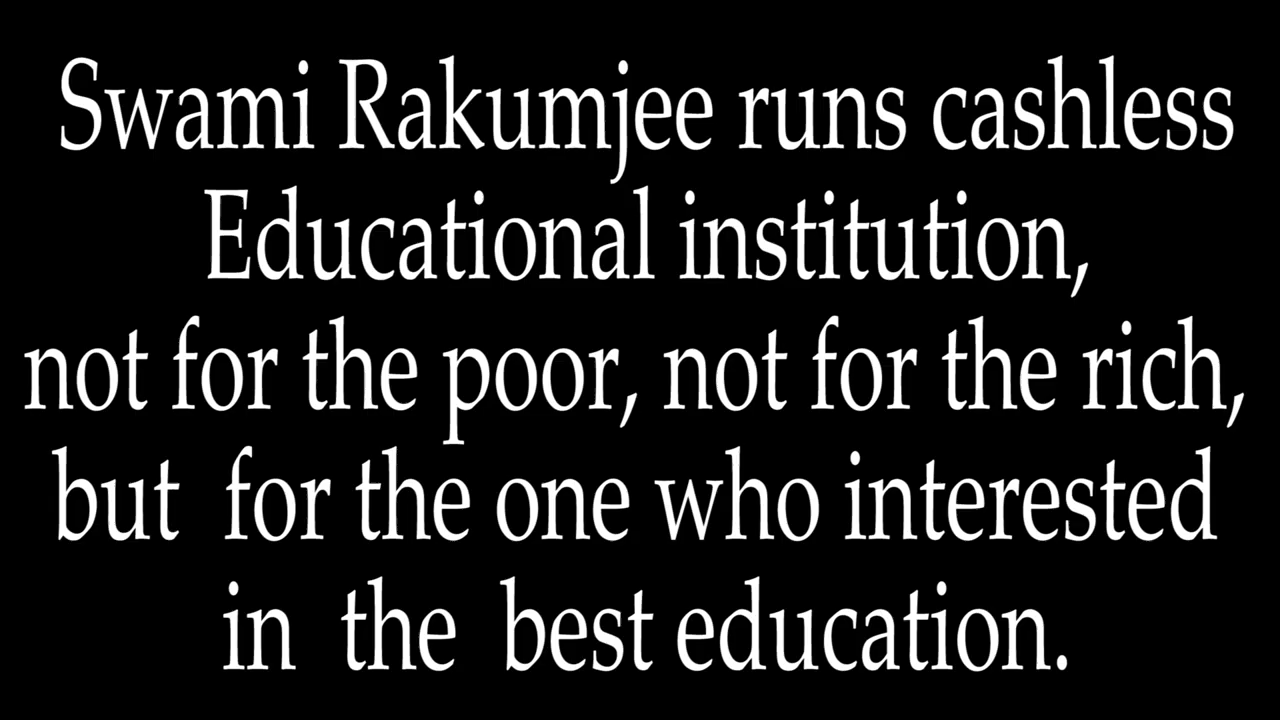 Swami Rakumjee runs cashless
Educational institution,
not for the poor, not for the rich,
but for the one who interested
in the best education.